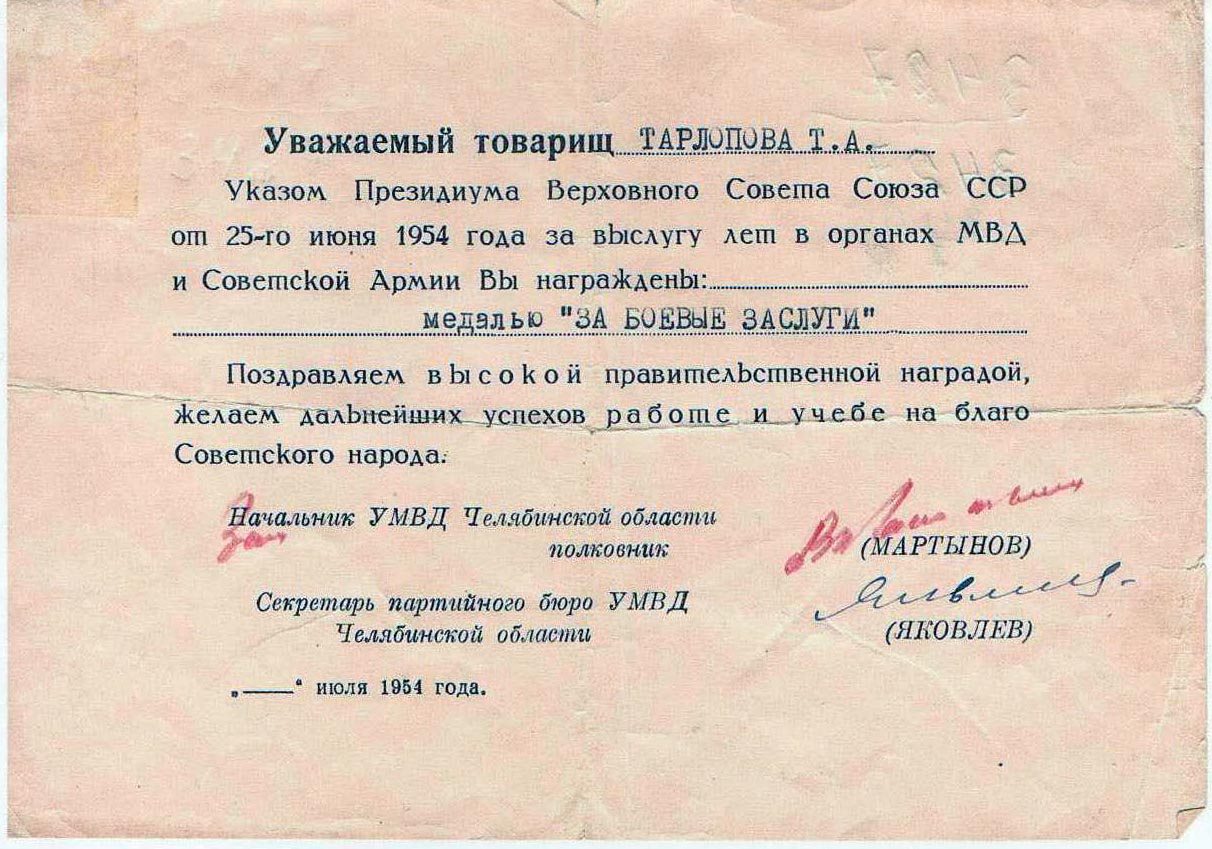 Уважаемый товарищ ТАРЛОПОВА Т.А.
Указом Президиума Верховного Совета Союза ССР
от 25-го июня 1954 года за выслугу лет в органах МВД
и Советской Армии Вы награждены:
медалью "ЗА БОЕВЫЕ ЗАСЛУГИ"
Поздравляем высокой правительственной наградой,
желаем дальнейших успехов работе и учебе на благо
Советского народа.
Начальник УМВД Челябинской области
полковник (МАРТЫНОВ)
Секретарь партийного бюро УМВД
Челябинской области (ЯКОВЛЕВ)
„——“ июля 1954 года.